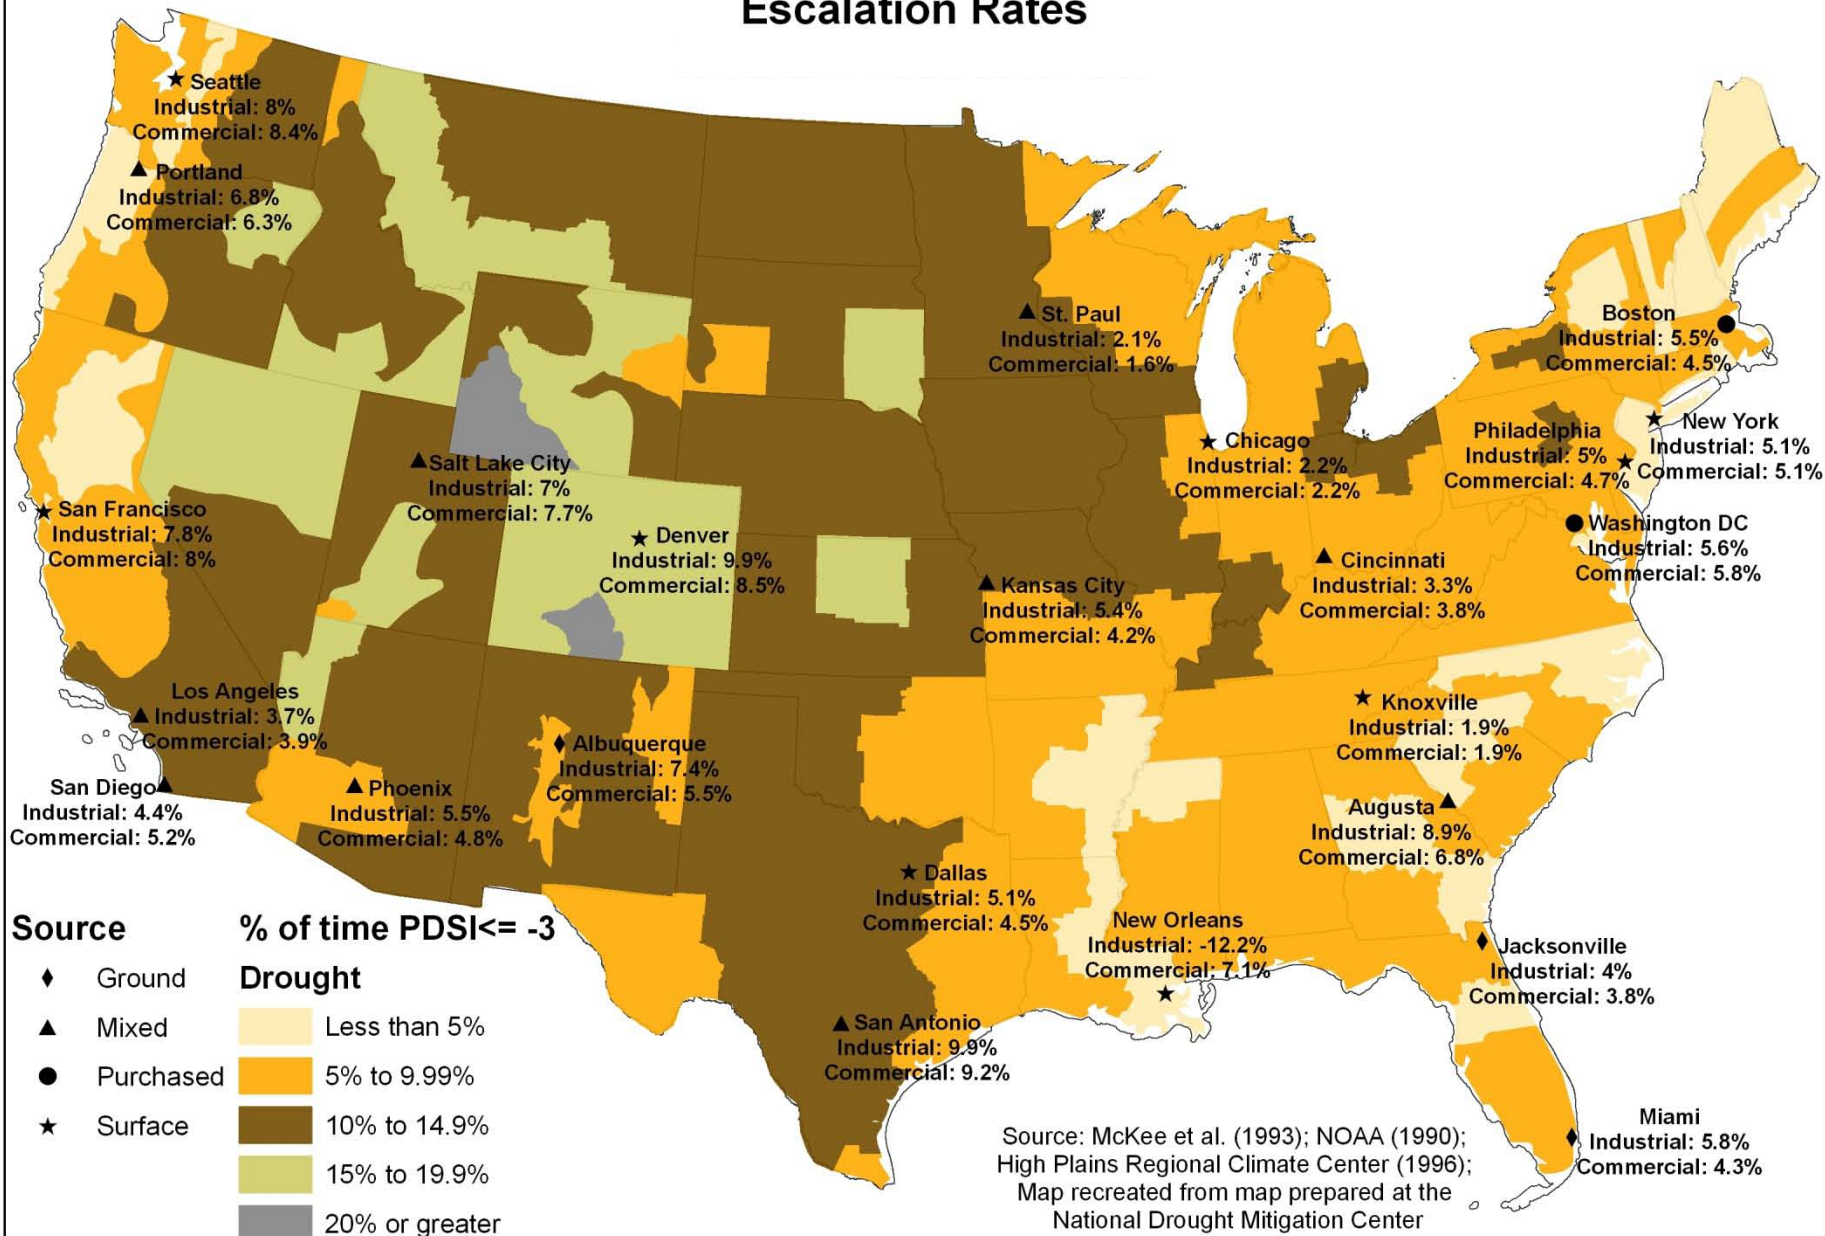 Escalation Rates
Seattle
Industrial: 8%
Commercial: 8.4%
Portland
Industrial: 6.8%
Commercial: 6.3%
St. Paul
Industrial: 2.1%
Commercial: 1.6%
Boston
Industrial: 5.5%
Commercial: 4.5%
New York
Industrial: 5.1%
Commercial: 5.1%
Philadelphia
Industrial: 5%
Commercial: 4.7%
Chicago
Industrial: 2.2%
Commercial: 2.2%
Salt Lake City
Industrial: 7%
Commercial: 7.7%
San Francisco
Industrial: 7.8%
Commercial: 8%
Denver
Industrial: 9.9%
Commercial: 8.5%
Washington DC
Industrial: 5.6%
Commercial: 5.8%
Cincinnati
Industrial: 3.3%
Commercial: 3.8%
Kansas City
Industrial: 5.4%
Commercial: 4.2%
Los Angeles
Industrial: 3.7%
Commercial: 3.9%
Knoxville
Industrial: 1.9%
Commercial: 1.9%
Albuquerque
Industrial: 7.4%
Commercial: 5.5%
San Diego
Industrial: 4.4%
Commercial: 5.2%
Phoenix
Industrial: 5.5%
Commercial: 4.8%
Augusta
Industrial: 8.9%
Commercial: 6.8%
Dallas
Industrial: 5.1%
Commercial: 4.5%
New Orleans
Industrial: -12.2%
Commercial: 7.1%
Jacksonville
Industrial: 4%
Commercial: 3.8%
San Antonio
Industrial: 9.9%
Commercial: 9.2%
Miami
Industrial: 5.8%
Commercial: 4.3%
Source
Ground
Mixed
Purchased
Surface
% of time PDSI<= -3
Drought
Less than 5%
5% to 9.99%
10% to 14.9%
15% to 19.9%
20% or greater
Source: McKee et al. (1993); NOAA (1990);
High Plains Regional Climate Center (1996);
Map recreated from map prepared at the
National Drought Mitigation Center